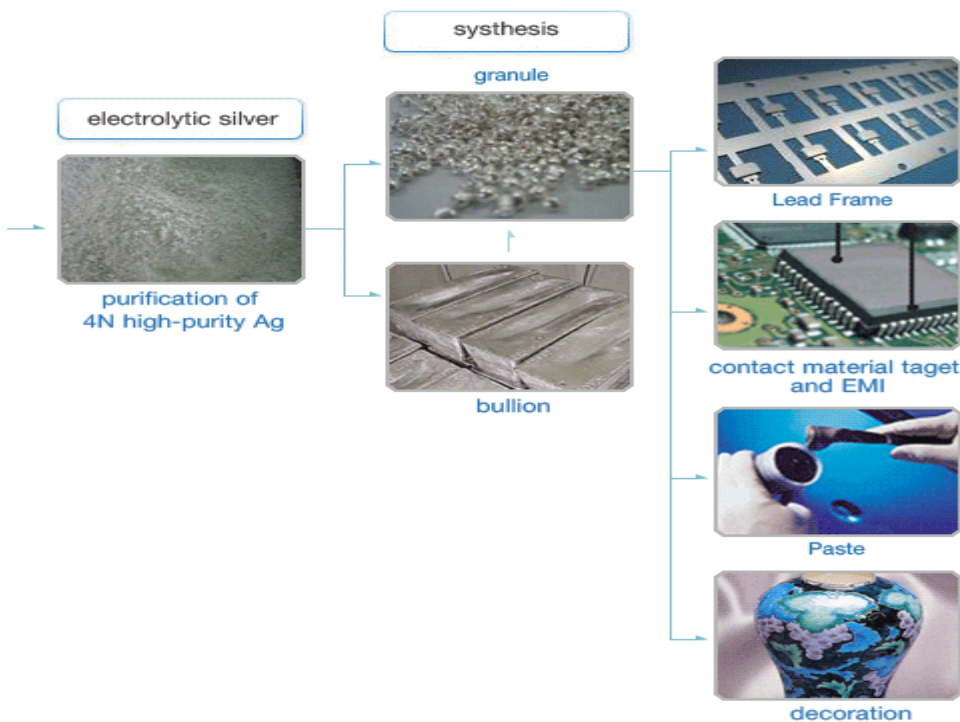 systhesis
granule
electrolytic silver
purification of
4N high-purity Ag
bullion
Lead Frame
contact material taget
and EMI
Paste
decoration